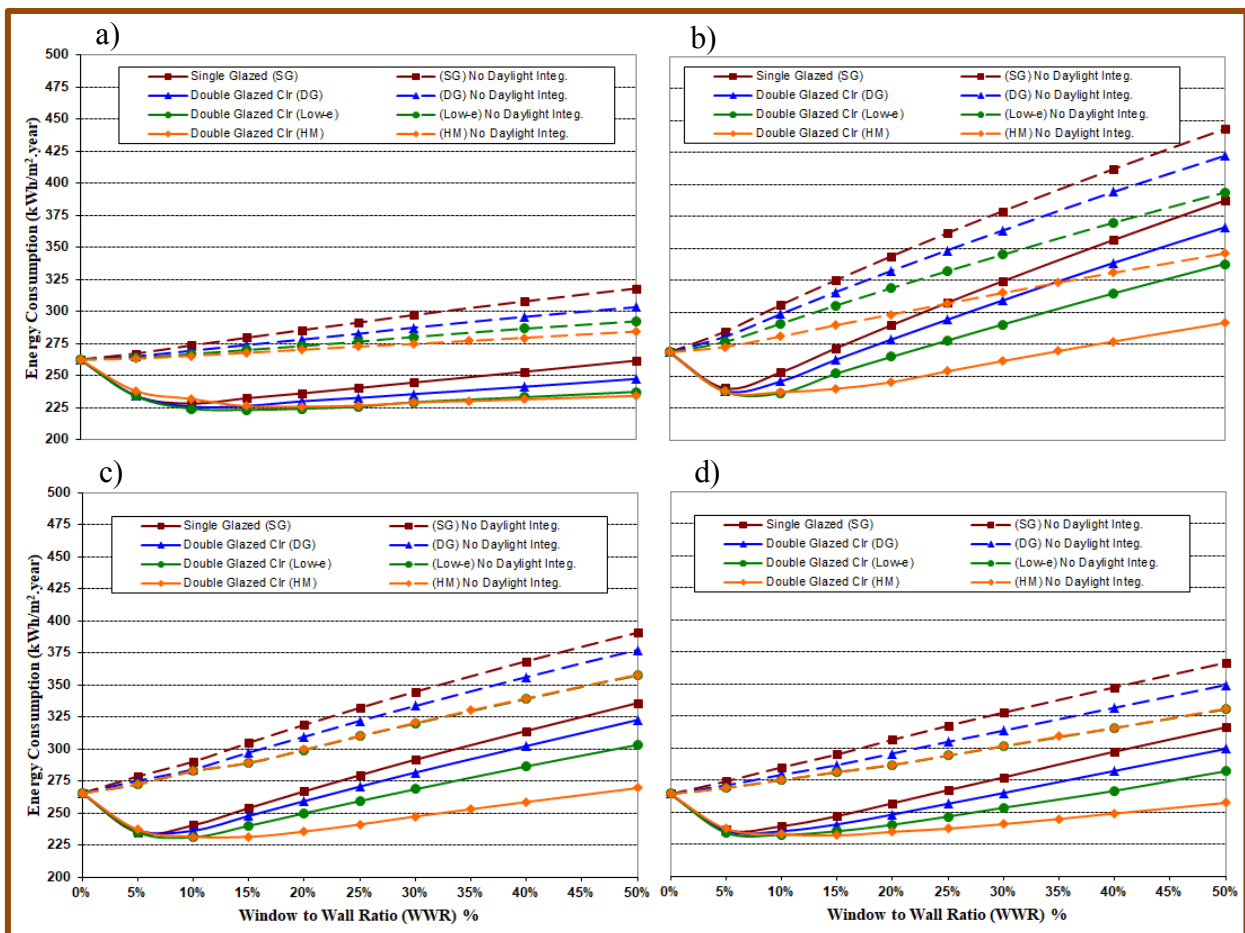 a)
b)
500
475
450
425
400
375
350
325
300
275
250
225
200
Energy Consumption (kWh/m².year)
Single Glazed (SG)
(SG) No Daylight Integ.
Double Glazed Clr (DG)
(DG) No Daylight Integ.
Double Glazed Clr (Low-e)
(Low-e) No Daylight Integ.
Double Glazed Clr (HM)
(HM) No Daylight Integ.
Single Glazed (SG)
(SG) No Daylight Integ.
Double Glazed Clr (DG)
(DG) No Daylight Integ.
Double Glazed Clr (Low-e)
(Low-e) No Daylight Integ.
Double Glazed Clr (HM)
(HM) No Daylight Integ.
c)
d)
500
475
450
425
400
375
350
325
300
275
250
225
200
Energy Consumption (kWh/m².year)
Single Glazed (SG)
(SG) No Daylight Integ.
Double Glazed Clr (DG)
(DG) No Daylight Integ.
Double Glazed Clr (Low-e)
(Low-e) No Daylight Integ.
Double Glazed Clr (HM)
(HM) No Daylight Integ.
Single Glazed (SG)
(SG) No Daylight Integ.
Double Glazed Clr (DG)
(DG) No Daylight Integ.
Double Glazed Clr (Low-e)
(Low-e) No Daylight Integ.
Double Glazed Clr (HM)
(HM) No Daylight Integ.
0% 5% 10% 15% 20% 25% 30% 35% 40% 45% 50%
Window to Wall Ratio (WWR) %
0% 5% 10% 15% 20% 25% 30% 35% 40% 45% 50%
Window to Wall Ratio (WWR) %